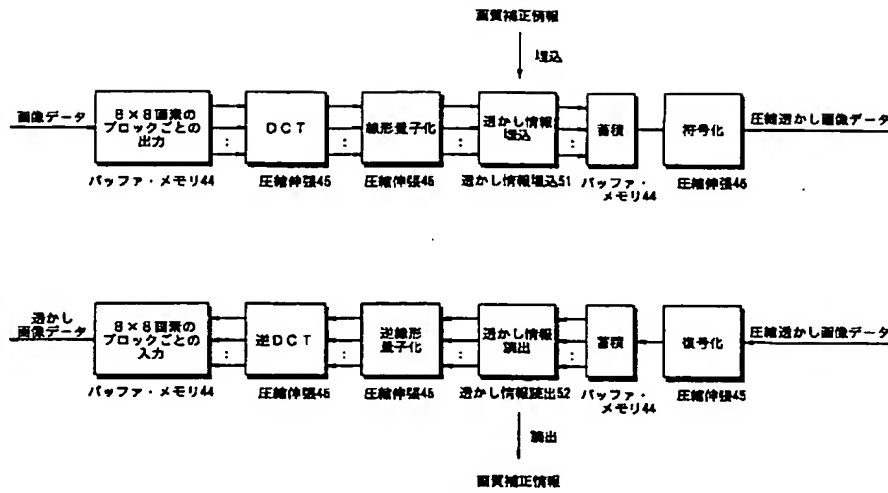 画質補正情報
埋込
画像データ
8×8画素の
ブロックごとの
出力
DCT
線形量子化
透かし情報
埋込
蓄積
符号化
圧縮透かし画像データ
バッファ・メモリ44
圧縮伸張45
圧縮伸張45
透かし情報埋込51
バッファ・
メモリ44
圧縮伸張45
透かし
画像データ
8×8画素の
ブロックごとの
入力
逆DCT
逆線形
量子化
透かし情報
読出
蓄積
復号化
圧縮透かし画像データ
バッファ・メモリ44
圧縮伸張45
圧縮伸張45
透かし情報読出52
バッファ・
メモリ44
圧縮伸張45
読出
画質補正情報